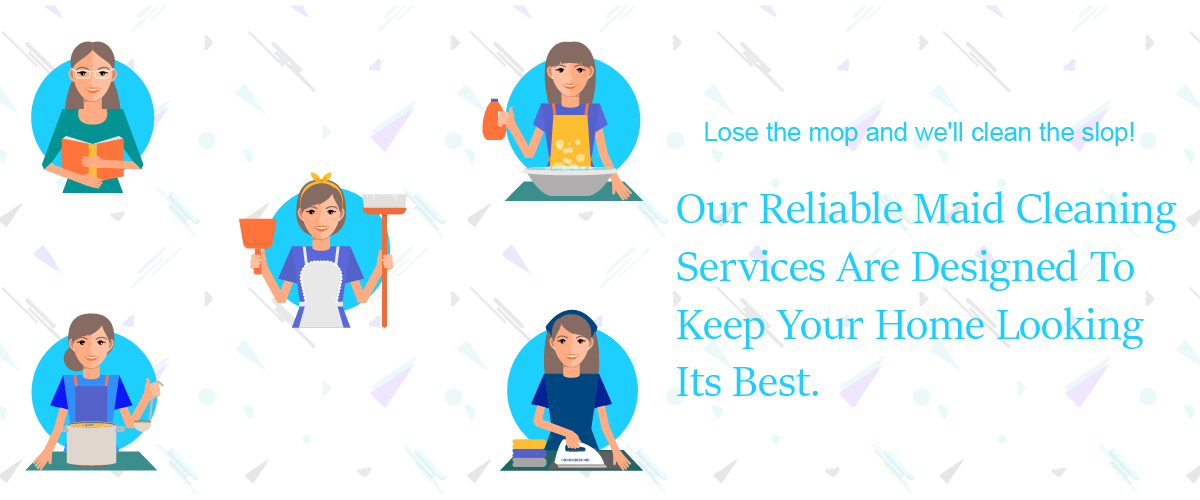 Lose the mop and we'll clean the slop!
Our Reliable Maid Cleaning
Services Are Designed To
Keep Your Home Looking
Its Best.